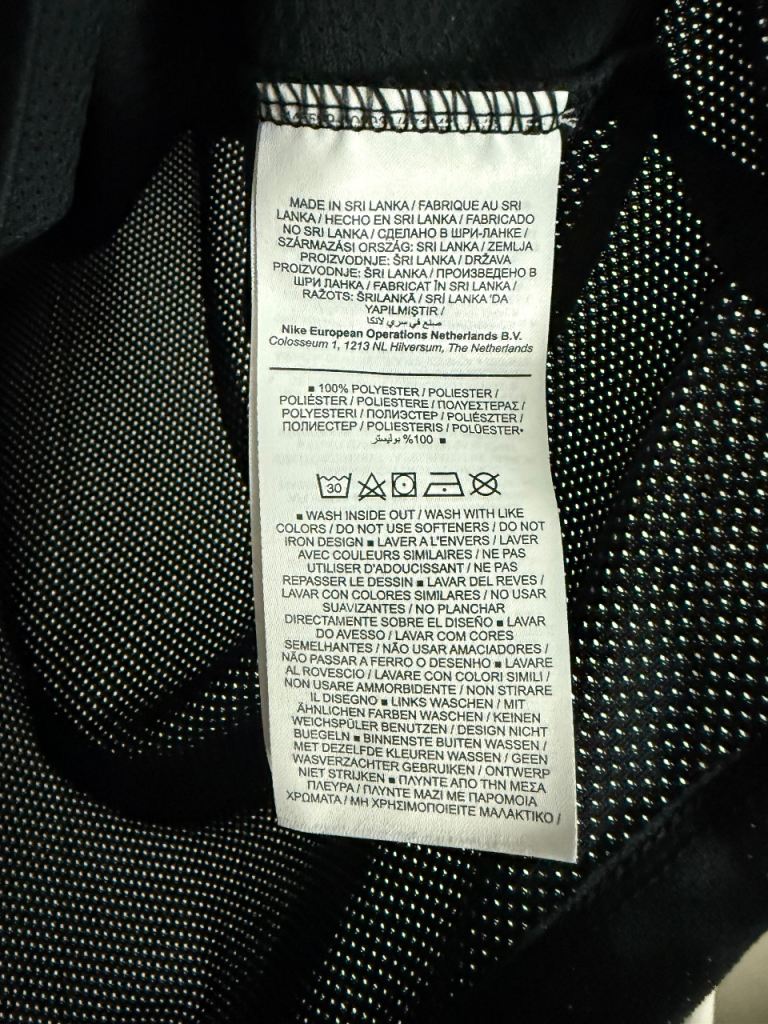 MADE IN SRI LANKA / FABRIQUE AU SRI
LANKA / HECHO EN SRI LANKA / FABRICADO
NO SRI LANKA / СДЕЛАНО В ШРИ-ЛАНКЕ /
SZÁRMAZÁSI ORSZÁG: SRI LANKA / ZEMLJA
PROIZVODNJE: ŠRI LANKA / DRŽAVA
PROIZVODNJE: ŠRI LANKA / ПРОИЗВЕДЕНО В
ШРИ ЛАНКА / FABRICAT ÎN SRI LANKA /
RAŽOTS: ŠRILANKĀ / SRİ LANKA 'DA
YAPILMIŞTIR /
صنع في سري لانكا
Nike European Operations Netherlands B.V.
Colosseum 1, 1213 NL Hilversum, The Netherlands
■ 100% POLYESTER / POLIESTER /
POLIÉSTER / POLIESTERE / ΠΟΛΥΕΣΤΕΡΑΣ /
POLYESTERI / ПОЛИЭСТЕР / POLIÉSZTER /
ПОЛИЕСТЕР / POLIESTERIS / POLÜESTER•
■ 100% بوليستر
30
■ WASH INSIDE OUT / WASH WITH LIKE
COLORS / DO NOT USE SOFTENERS / DO NOT
IRON DESIGN ■ LAVER A L'ENVERS / LAVER
AVEC COULEURS SIMILAIRES / NE PAS
UTILISER D'ADOUCISSANT / NE PAS
REPASSER LE DESSIN ■ LAVAR DEL REVES /
LAVAR CON COLORES SIMILARES / NO USAR
SUAVIZANTES / NO PLANCHAR
DIRECTAMENTE SOBRE EL DISEÑO ■ LAVAR
DO AVESSO / LAVAR COM CORES
SEMELHANTES / NÃO USAR AMACIADORES /
NÃO PASSAR A FERRO O DESENHO ■ LAVARE
AL ROVESCIO / LAVARE CON COLORI SIMILI /
NON USARE AMMORBIDENTE / NON STIRARE
IL DISEGNO ■ LINKS WASCHEN / MIT
ÄHNLICHEN FARBEN WASCHEN / KEINEN
WEICHSPÜLER BENUTZEN / DESIGN NICHT
BUEGELN ■ BINNENSTE BUITEN WASSEN /
MET DEZELFDE KLEUREN WASSEN / GEEN
WASVERZACHTER GEBRUIKEN / ONTWERP
NIET STRIJKEN ■ ΠΛΥΝΤΕ ΑΠΟ ΤΗΝ ΜΕΣΑ
ΠΛΕΥΡΑ / ΠΛΥΝΤΕ ΜΑΖΙ ΜΕ ΠΑΡΟΜΟΙΑ
ΧΡΩΜΑΤΑ / ΜΗ ΧΡΗΣΙΜΟΠΟΙΕΙΤΕ ΜΑΛΑΚΤΙΚΟ /